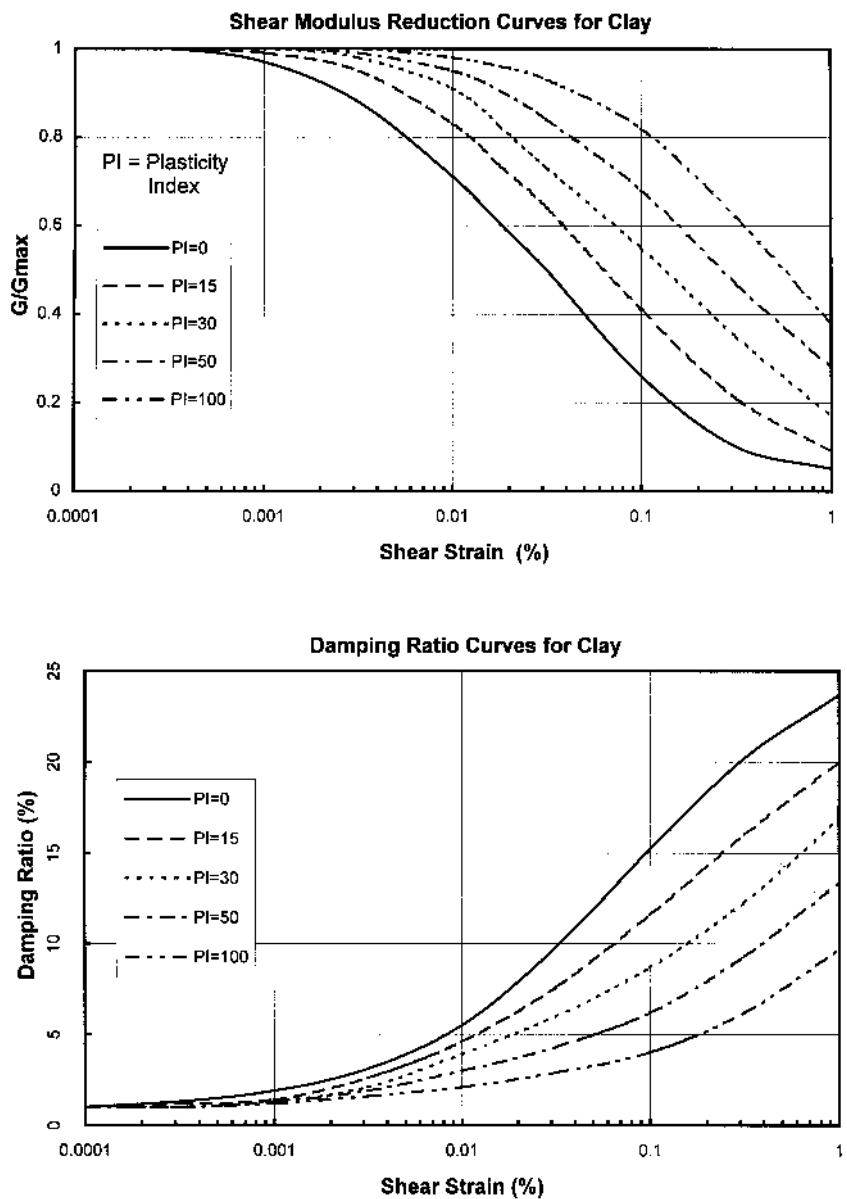 Shear Modulus Reduction Curves for Clay
1
0.8
0.6
0.4
0.2
0
G/Gmax
PI = Plasticity
Index
PI=0
PI=15
PI=30
PI=50
PI=100
0.0001
0.001
0.01
0.1
1
Shear Strain (%)
Damping Ratio Curves for Clay
25
20
15
10
5
0
Damping Ratio (%)
PI=0
PI=15
PI=30
PI=50
PI=100
0.0001
0.001
0.01
0.1
1
Shear Strain (%)